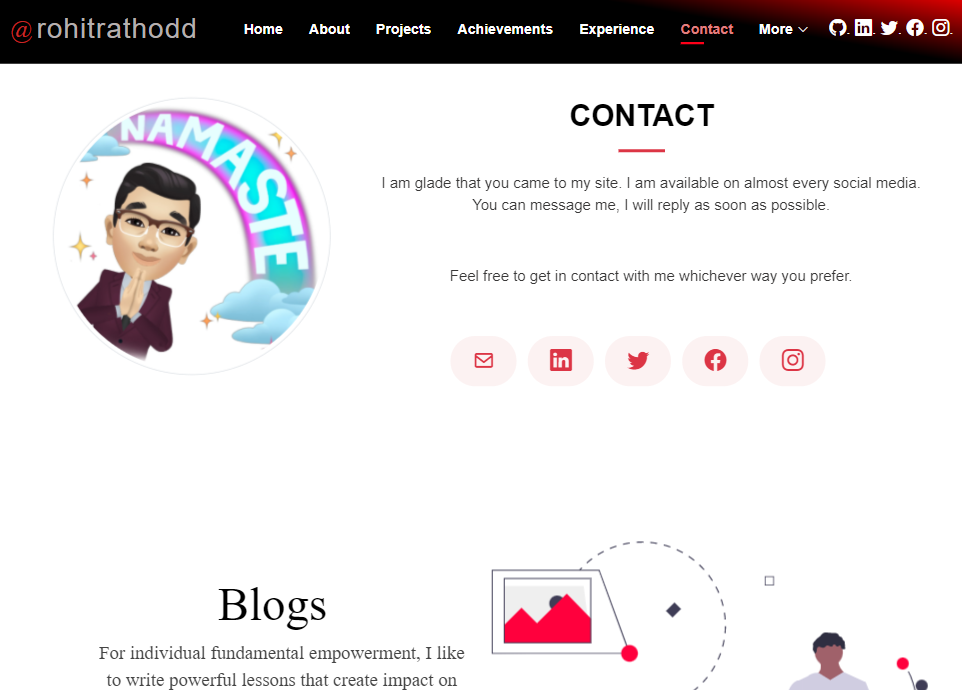 @rohitrathodd
Home About Projects Achievements Experience Contact More
NAMASTE
CONTACT
I am glade that you came to my site. I am available on almost every social media.
You can message me, I will reply as soon as possible.
Feel free to get in contact with me whichever way you prefer.
Blogs
For individual fundamental empowerment, I like
to write powerful lessons that create impact on